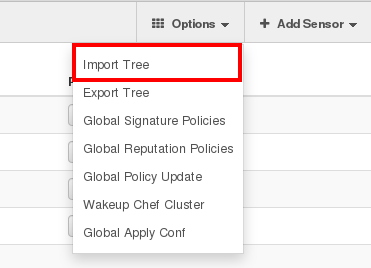 Options
Add Sensor
Import Tree
Export Tree
Global Signature Policies
Global Reputation Policies
Global Policy Update
Wakeup Chef Cluster
Global Apply Conf